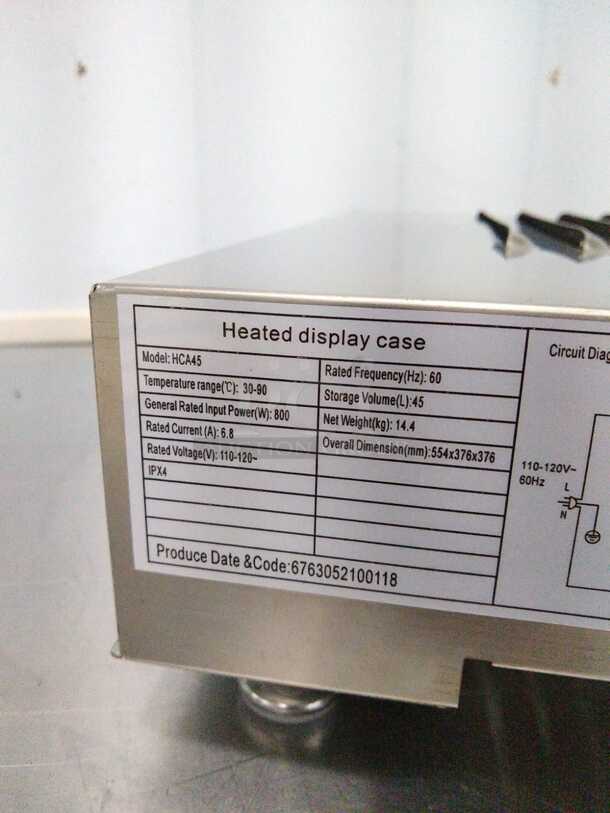 Heated display case
Model: HCA45
Temperature range(℃): 30-90
General Rated Input Power(W): 800
Rated Current (A): 6.8
Rated Voltage(V): 110-120~
IPX4
Rated Frequency(Hz): 60
Storage Volume(L):45
Net Weight(kg): 14.4
Overall Dimension(mm):554x376x376
Produce Date &Code:6763052100118
Circuit Diag
110-120V~
60Hz
L
N